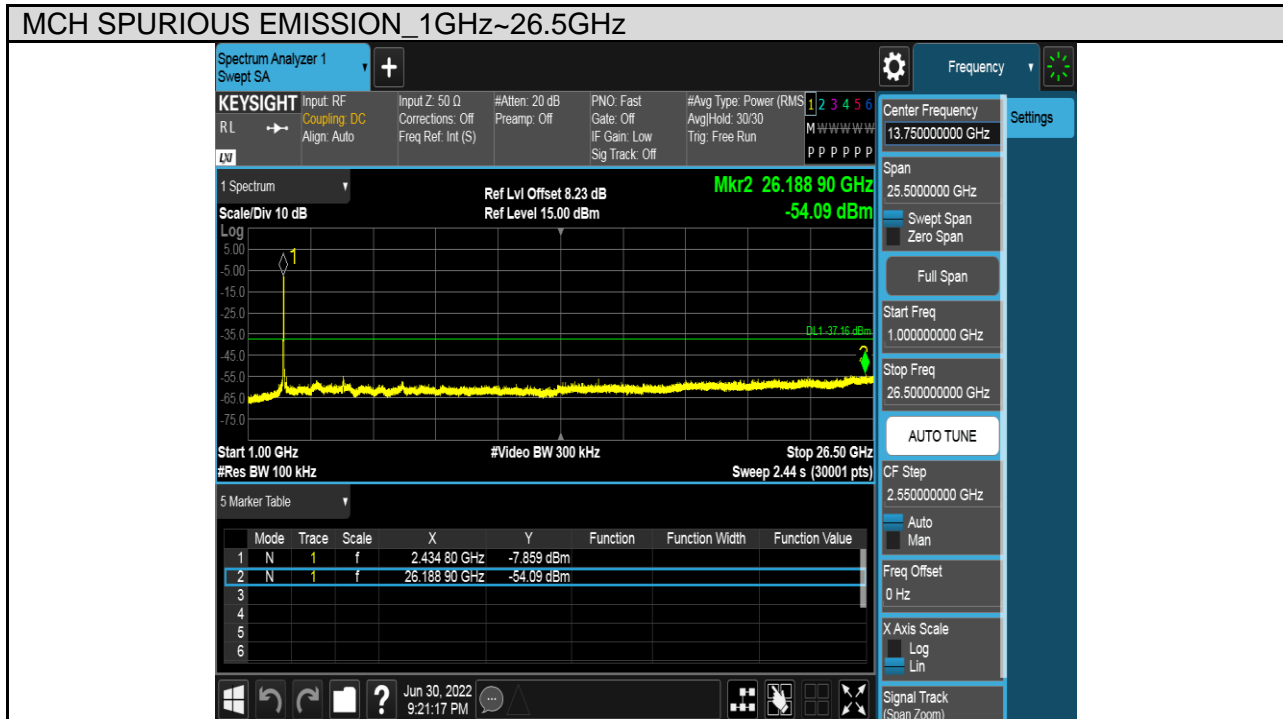 MCH SPURIOUS EMISSION_1GHz~26.5GHz
Spectrum Analyzer 1
Swept SA
+
Frequency
KEYSIGHT
RL
LXI
Input: RF
Coupling: DC
Align: Auto
Input Z: 50 Ω
Corrections: Off
Freq Ref: Int (S)
#Atten: 20 dB
Preamp: Off
PNO: Fast
Gate: Off
IF Gain: Low
Sig Track: Off
#Avg Type: Power (RMS
Avg|Hold: 30/30
Trig: Free Run
1 2 3 4 5 6
M W W W W W
P P P P P P
1 Spectrum
Scale/Div 10 dB
Ref Lvl Offset 8.23 dB
Ref Level 15.00 dBm
Mkr2 26.188 90 GHz
-54.09 dBm
Log
5.00
-5.00
-15.0
-25.0
-35.0
-45.0
-55.0
-65.0
-75.0
1
DL1 -37.16 dBm
2
Start 1.00 GHz
#Video BW 300 kHz
Stop 26.50 GHz
#Res BW 100 kHz
Sweep 2.44 s (30001 pts)
5 Marker Table
Mode Trace Scale X Y Function Function Width Function Value
1 N 1 f 2.434 80 GHz -7.859 dBm
2 N 1 f 26.188 90 GHz -54.09 dBm
3
4
5
6
Center Frequency
13.75000000 GHz
Settings
Span
25.5000000 GHz
Swept Span
Zero Span
Full Span
Start Freq
1.000000000 GHz
Stop Freq
26.500000000 GHz
AUTO TUNE
CF Step
2.550000000 GHz
Auto
Man
Freq Offset
0 Hz
X Axis Scale
Log
Lin
Signal Track
(Span Zoom)
?
Jun 30, 2022
9:21:17 PM